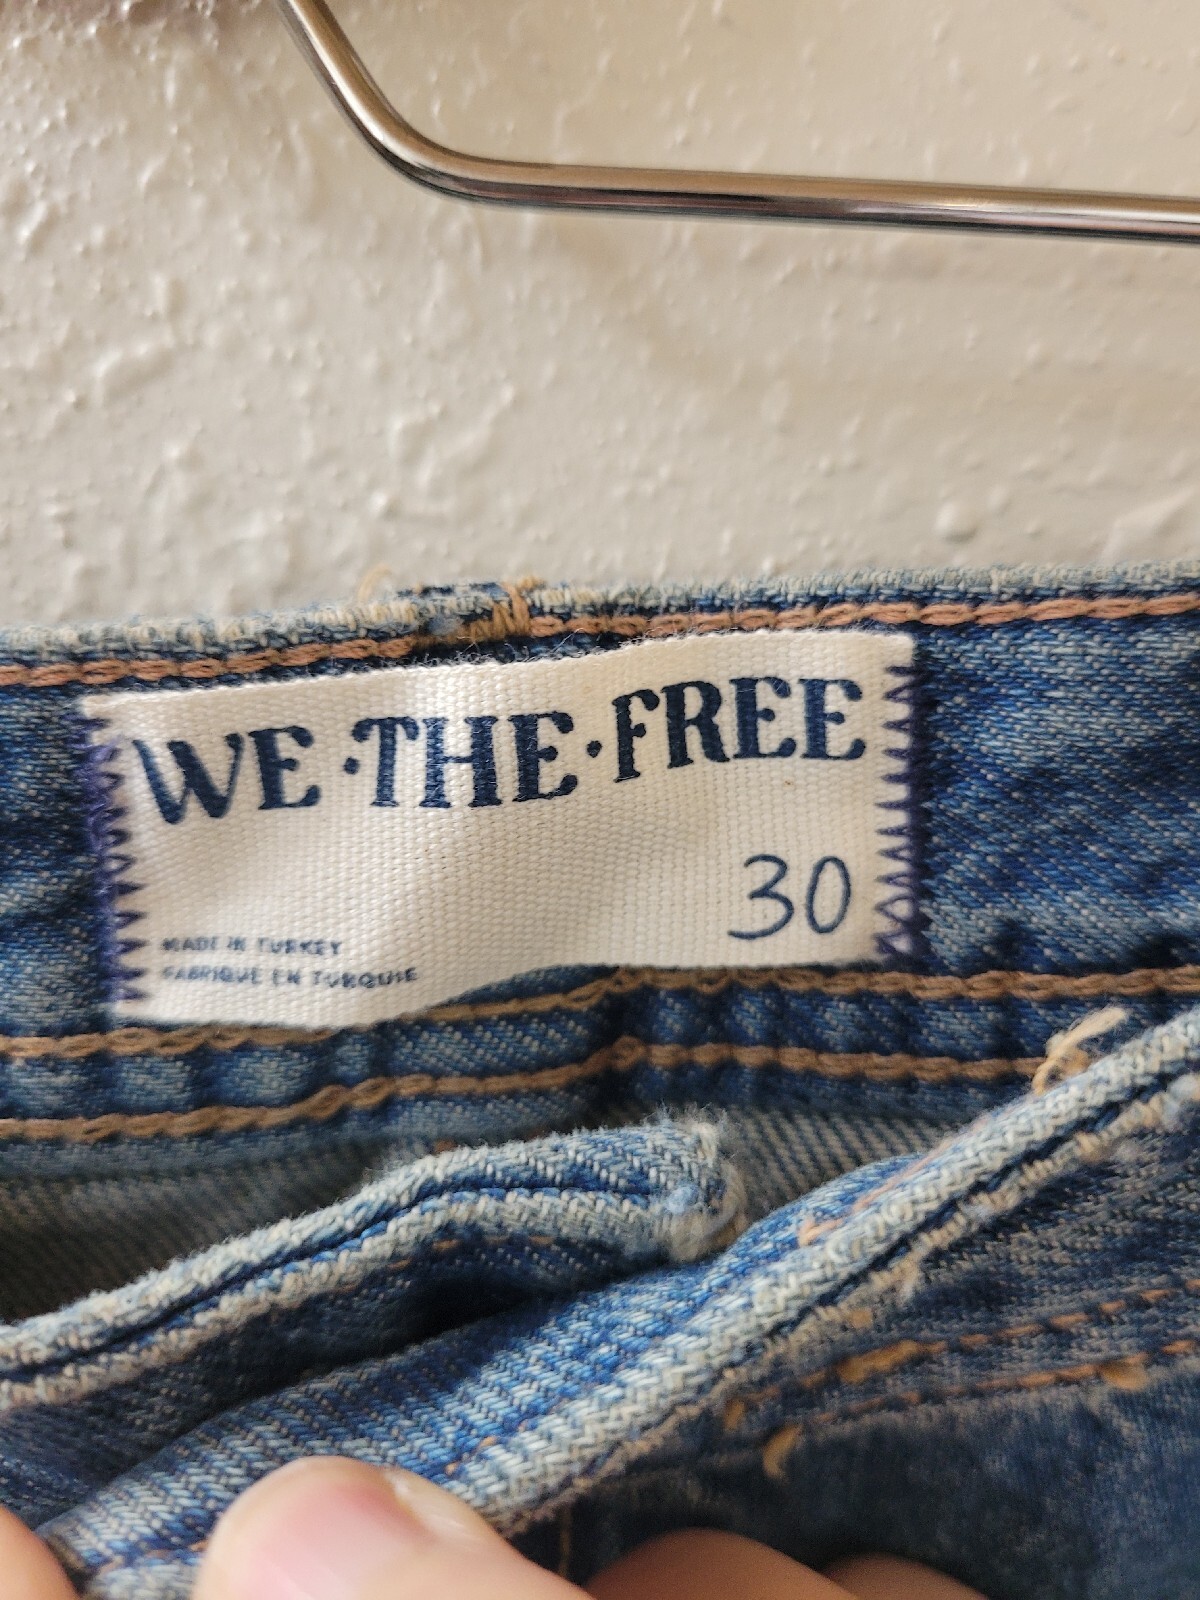 WE·THE·FREE
30
MADE IN TURKEY
FABRIQUE EN TURQUIE